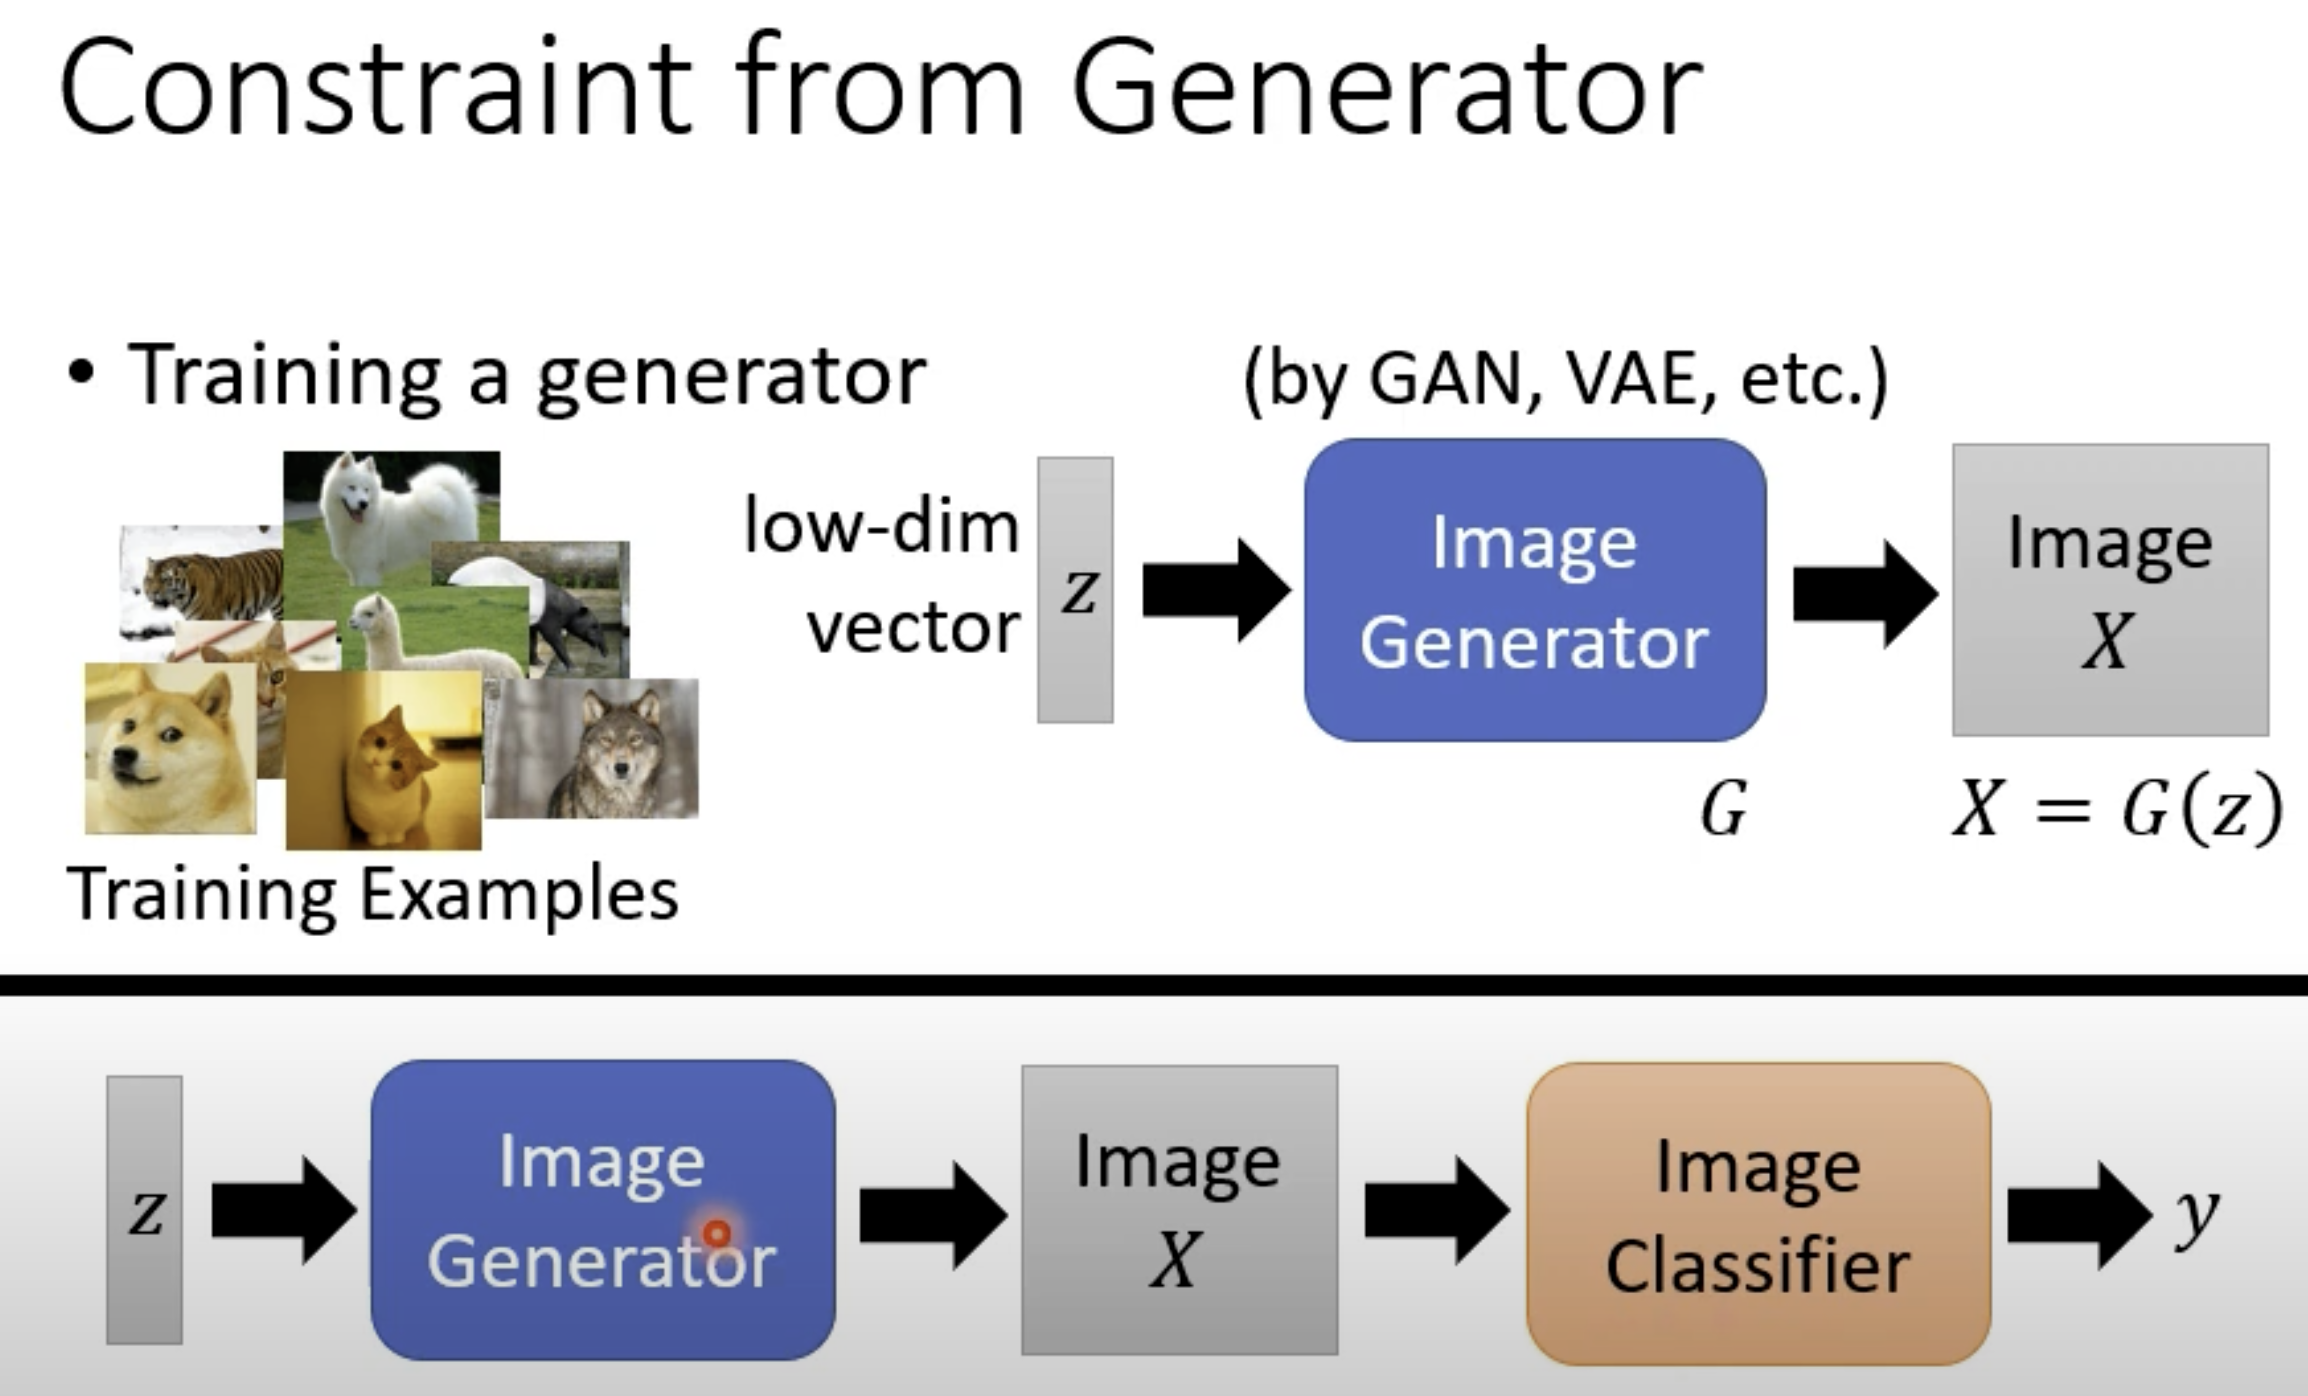 Constraint from Generator
• Training a generator
(by GAN, VAE, etc.)
low-dim
vector
z
Image
Generator
Image
X
G
X = G(z)
Training Examples
z
Image
Generator
Image
X
Image
Classifier
y